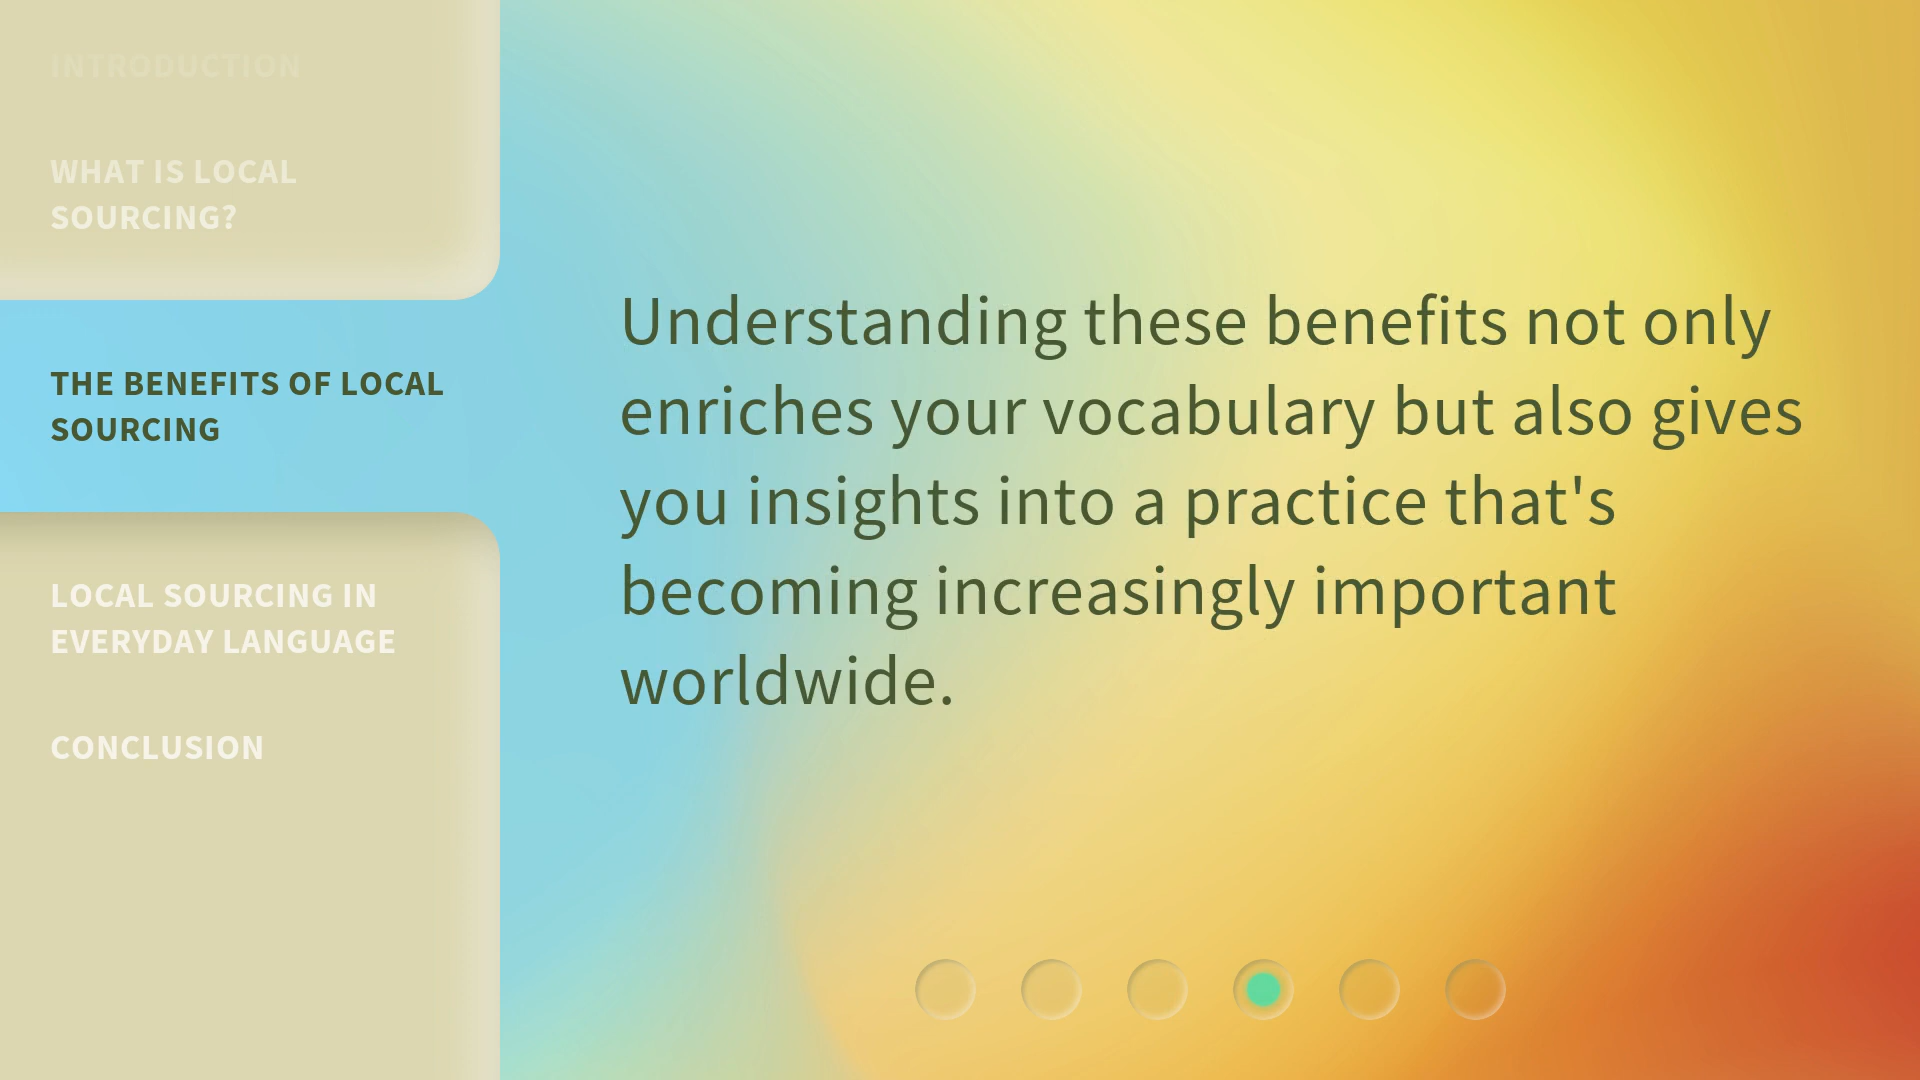 INTRODUCTION
WHAT IS LOCAL
SOURCING?
THE BENEFITS OF LOCAL
SOURCING
LOCAL SOURCING IN
EVERYDAY LANGUAGE
CONCLUSION
Understanding these benefits not only
enriches your vocabulary but also gives
you insights into a practice that's
becoming increasingly important
worldwide.